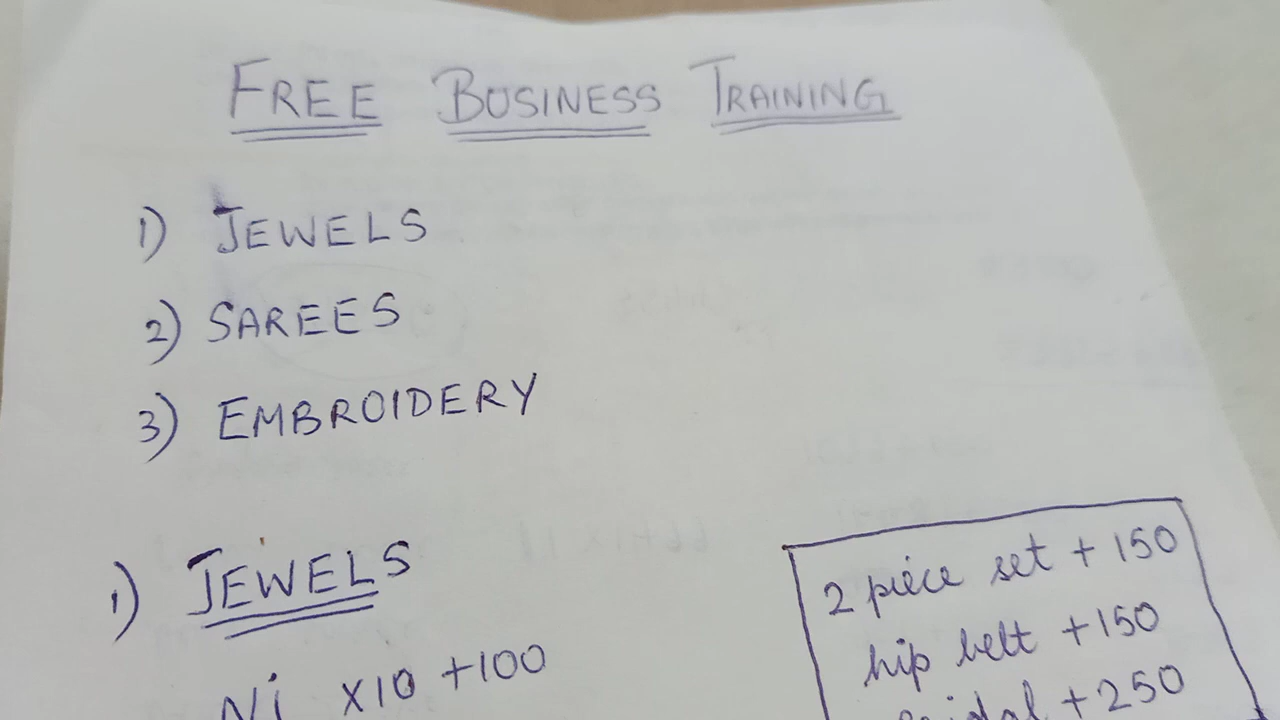 FREE BUSINESS TRAINING
1) JEWELS
2) SAREES
3) EMBROIDERY
1) JEWELS
Ni x10 +100
2 piece set + 150
hip belt +150
+250